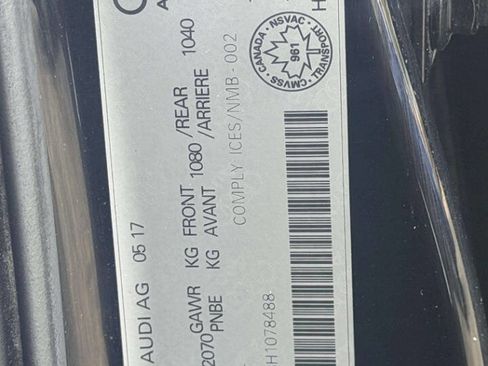 AUDI AG 05 17
2070 GAWR KG FRONT 1080 /REAR 1040
PNBE KG AVANT /ARRIERE
COMPLY ICES/NMB-002
H1078488
CANADA NSVAC TRANSPORT CMVSS
961